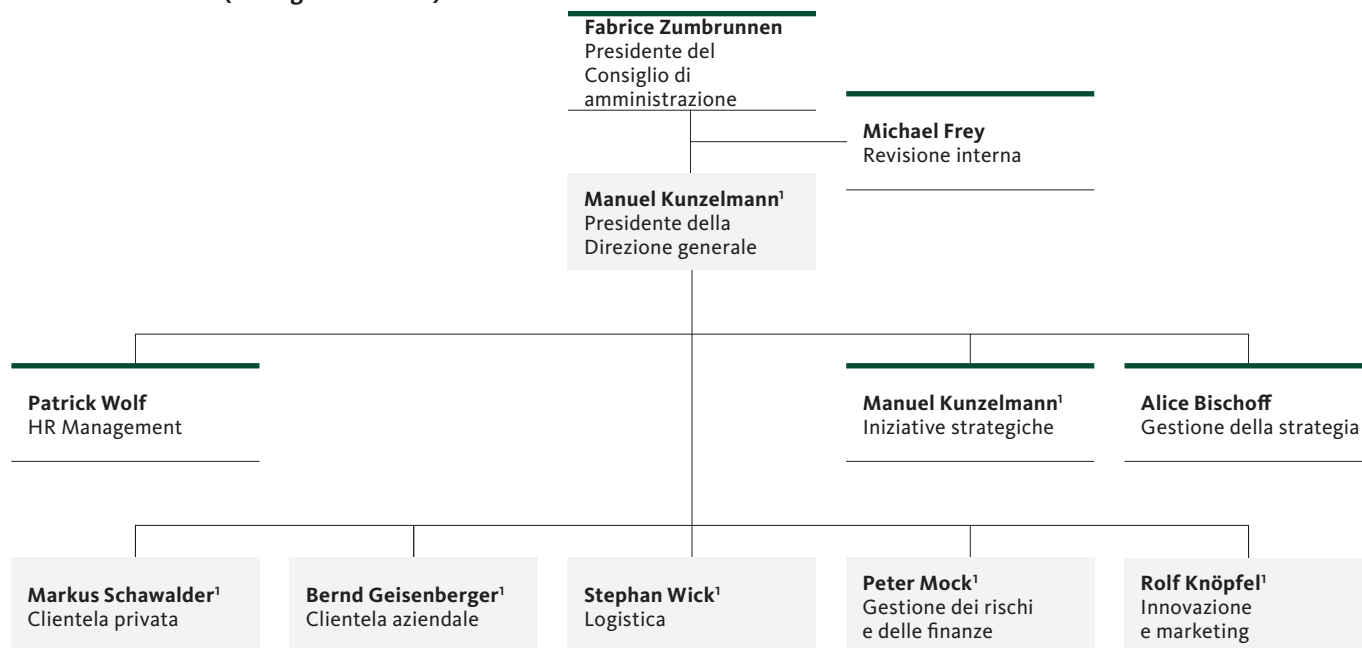 Fabrice Zumbrunnen
Presidente del
Consiglio di
amministrazione
Michael Frey
Revisione interna
Manuel Kunzelmann¹
Presidente della
Direzione generale
Patrick Wolf
HR Management
Manuel Kunzelmann¹
Iniziative strategiche
Alice Bischoff
Gestione della strategia
Markus Schawalder¹
Clientela privata
Bernd Geisenberger¹
Clientela aziendale
Stephan Wick¹
Logistica
Peter Mock¹
Gestione dei rischi
e delle finanze
Rolf Knöpfel¹
Innovazione
e marketing